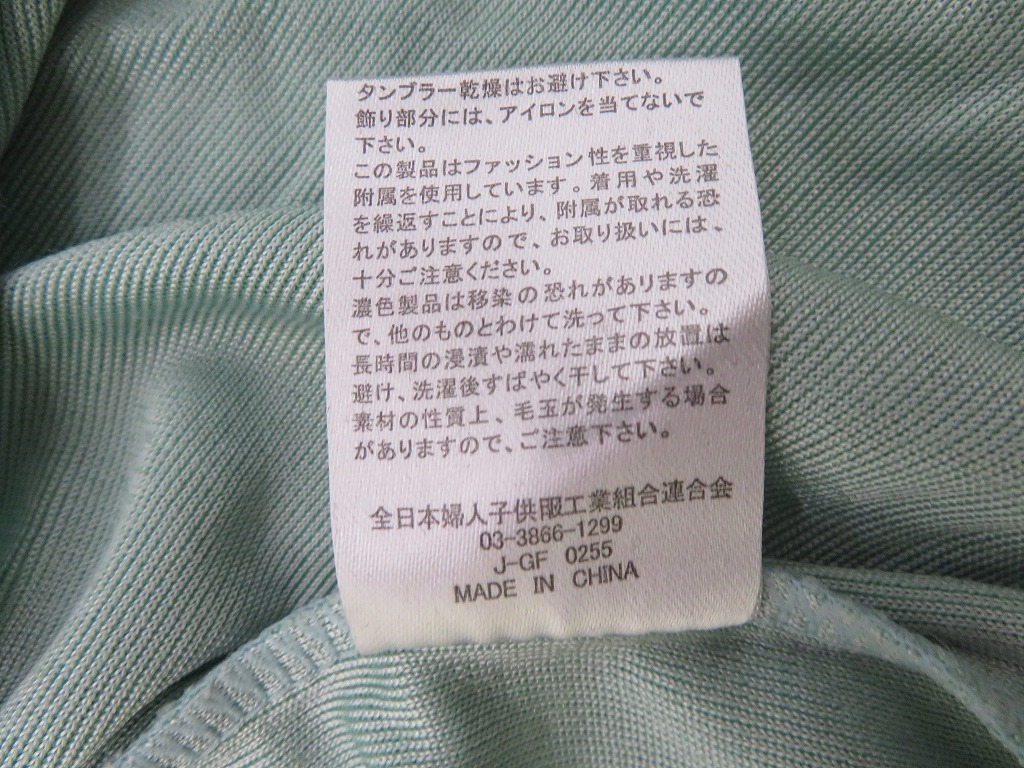 タンブラー乾燥はお避け下さい。
飾り部分には、アイロンを当てないで
下さい。
この製品はファッション性を重視した
附属を使用しています。着用や洗濯
を繰返すことにより、附属が取れる恐
れがありますので、お取り扱いには、
十分ご注意ください。
濃色製品は移染の恐れがありますの
で、他のものとわけて洗って下さい。
長時間の浸漬や濡れたままの放置は
避け、洗濯後すばやく干して下さい。
素材の性質上、毛玉が発生する場合
がありますので、ご注意下さい。
全日本婦人子供服工業組合連合会
03-3866-1299
J-GF 0255
MADE IN CHINA